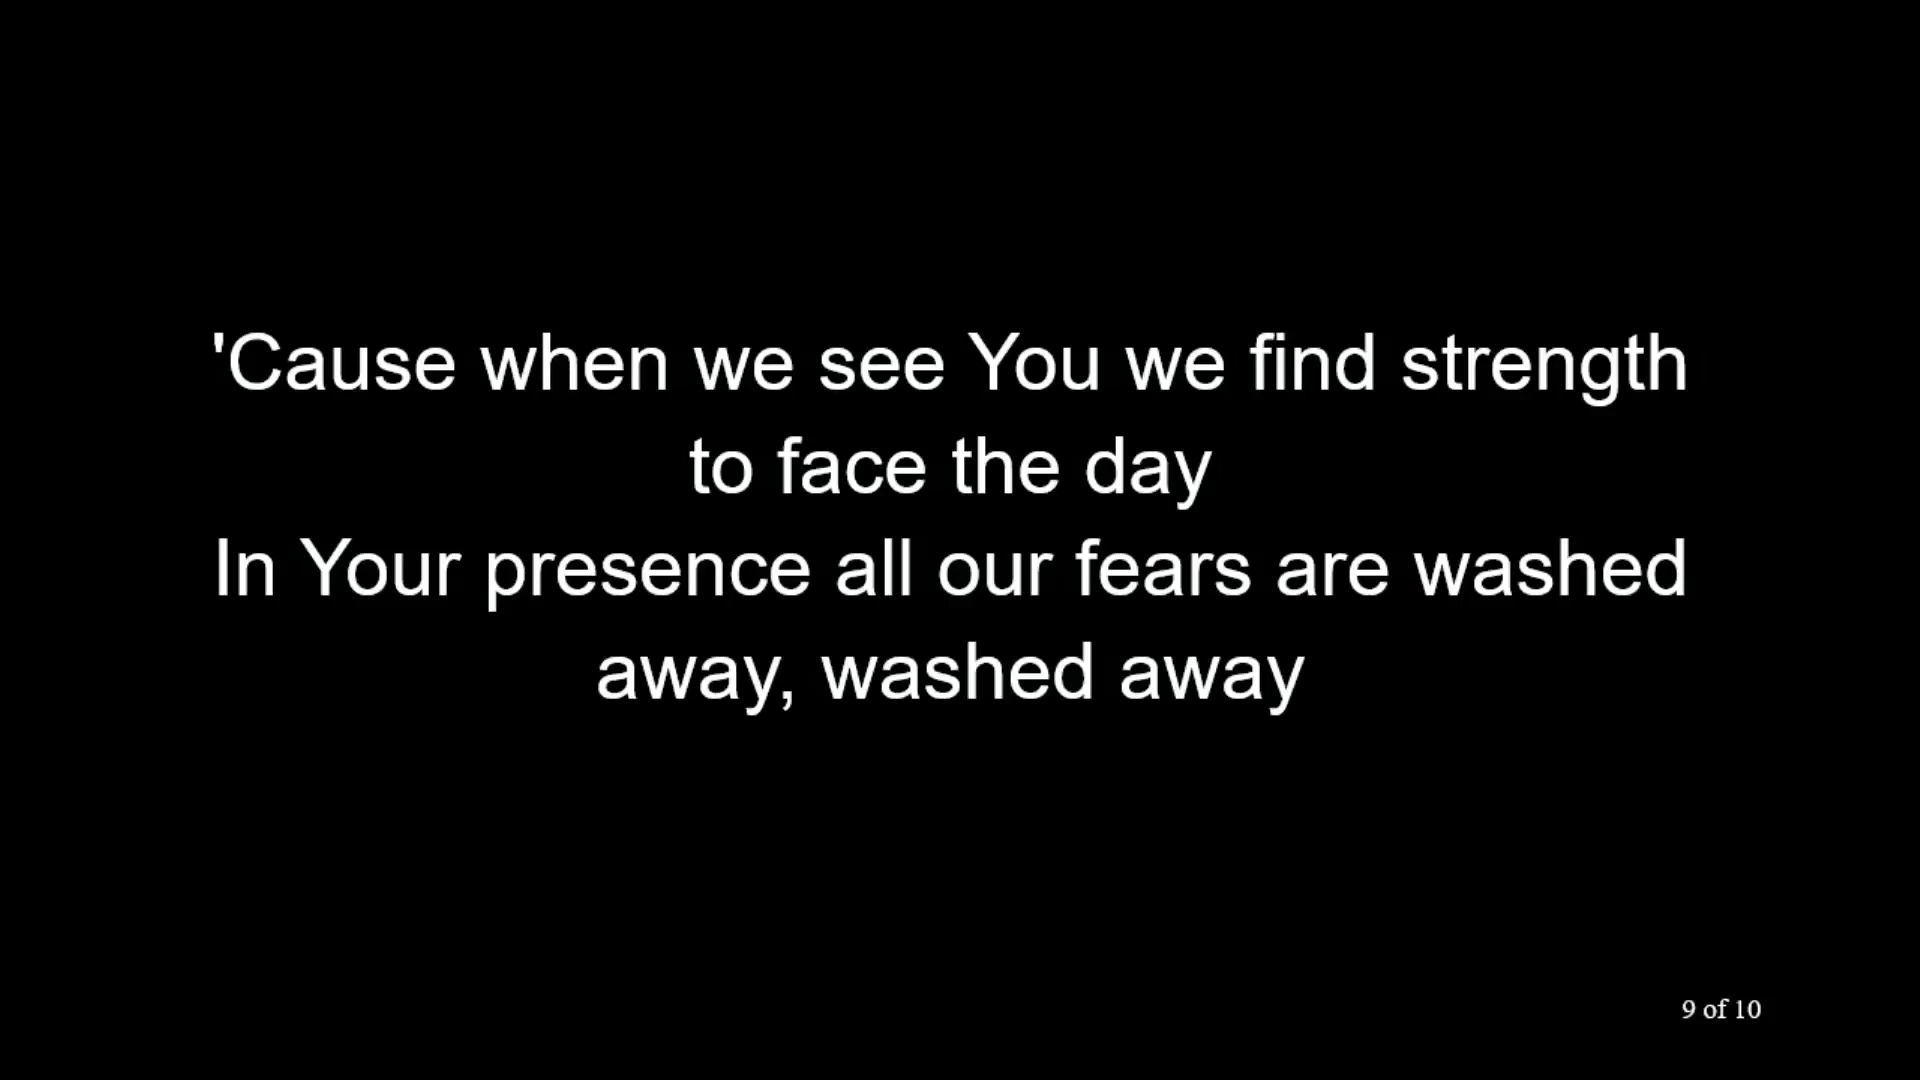 'Cause when we see You we find strength
to face the day
In Your presence all our fears are washed
away, washed away
9 of 10